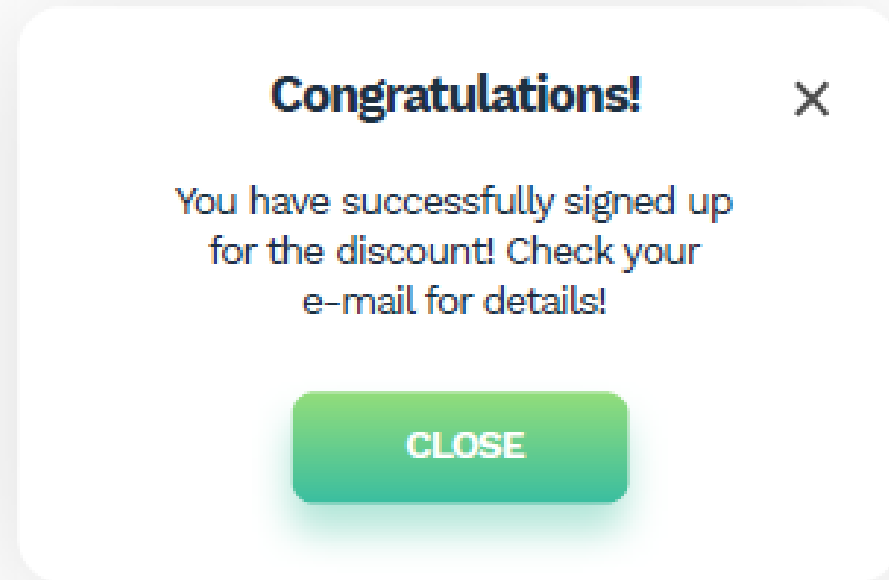 Congratulations!
You have successfully signed up
for the discount! Check your
e-mail for details!
CLOSE